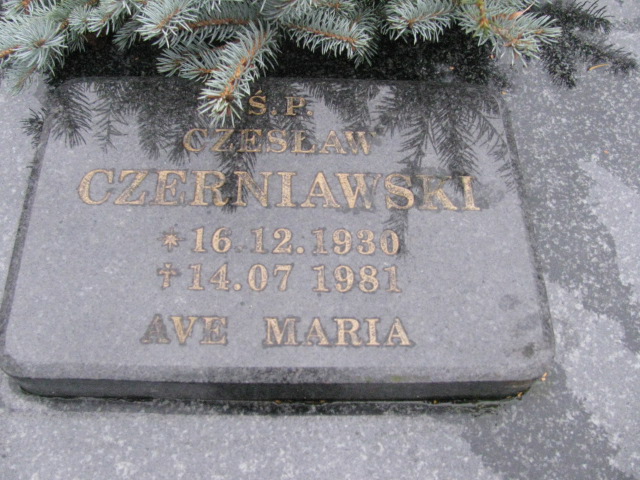 Ś.P.
CZESŁAW
CZERNIAWSKI
* 16.12.1930
† 14.07 1981
AVE MARIA